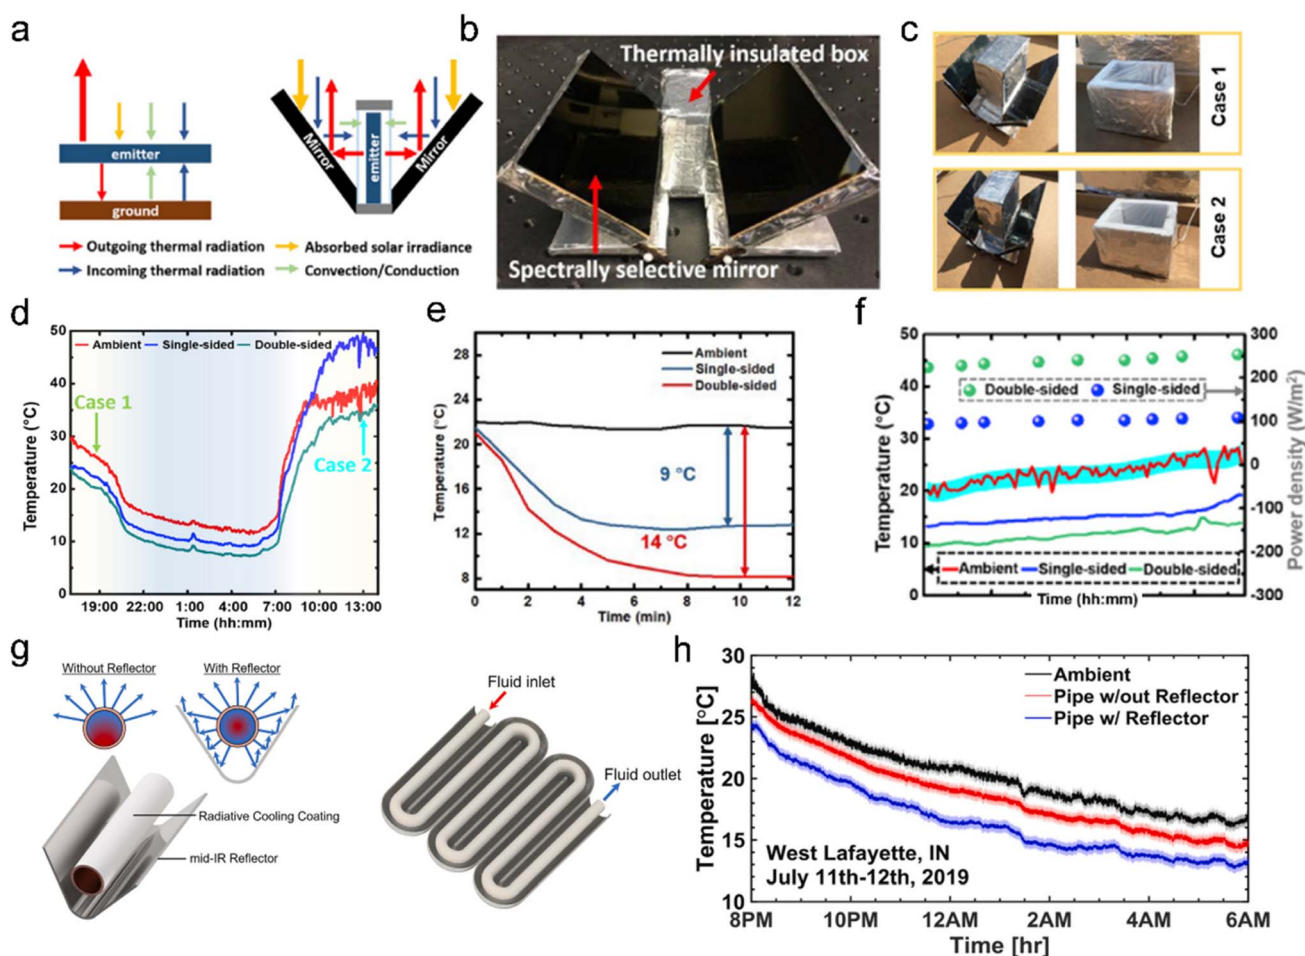 a
emitter
ground
Mirror
emitter
Mirror
Outgoing thermal radiation
Absorbed solar irradiance
Incoming thermal radiation
Convection/Conduction
b
Thermally insulated box
Spectrally selective mirror
c
Case 1
Case 2
d
50
40
30
20
10
0
Temperature (°C)
Ambient Single-sided Double-sided
Case 1
Case 2
19:00 22:00 1:00 4:00 7:00 10:00 13:00
Time (hh:mm)
e
28
24
20
16
12
8
Temperature (°C)
Ambient
Single-sided
Double-sided
9 °C
14 °C
0 2 4 6 8 10 12
Time (min)
f
50
45
40
35
30
25
20
15
10
5
0
Temperature (°C)
Double-sided Single-sided
Ambient Single-sided Double-sided
Time (hh:mm)
300
200
100
0
-100
-200
-300
Power density (W/m²)
g
Without Reflector
With Reflector
Radiative Cooling Coating
mid-IR Reflector
Fluid inlet
Fluid outlet
h
30
25
20
15
10
Temperature [°C]
Ambient
Pipe w/out Reflector
Pipe w/ Reflector
West Lafayette, IN
July 11th-12th, 2019
8PM 10PM 12AM 2AM 4AM 6AM
Time [hr]